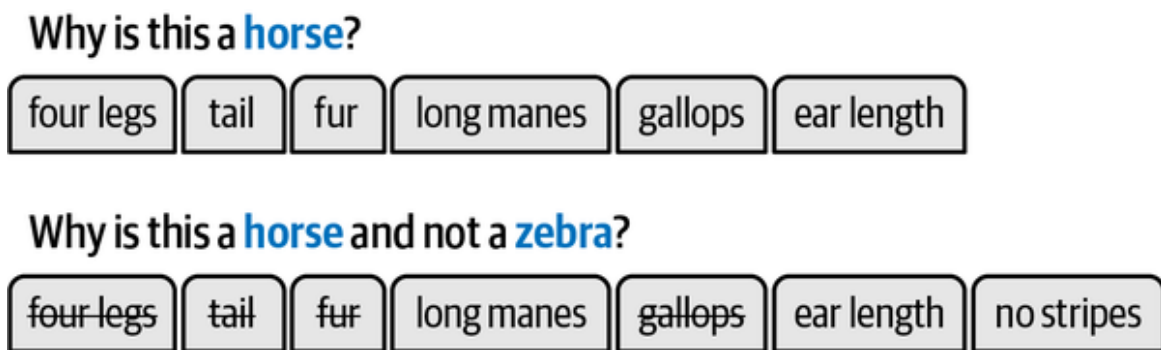 Why is this a horse?
four legs tail fur long manes gallops ear length
Why is this a horse and not a zebra?
four legs tail fur long manes gallops ear length no stripes